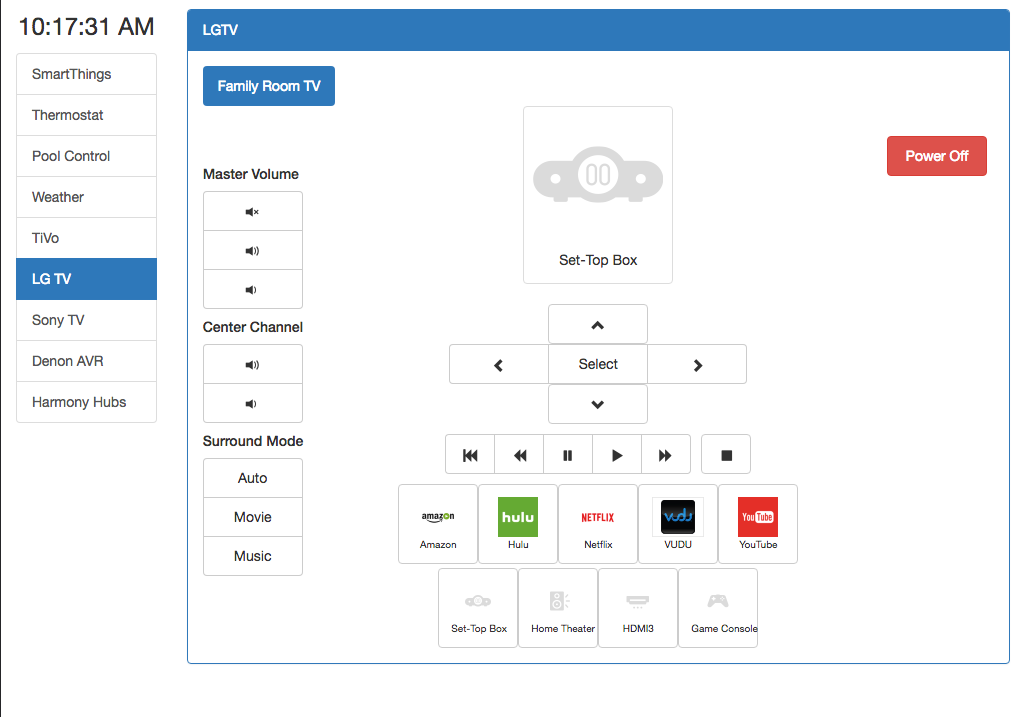 10:17:31 AM
SmartThings
Thermostat
Pool Control
Weather
TiVo
LG TV
Sony TV
Denon AVR
Harmony Hubs
LGTV
Family Room TV
Power Off
Set-Top Box
Master Volume
Center Channel
Surround Mode
Auto
Movie
Music
Select
amazon
hulu
NETFLIX
vudu
You Tube
Amazon
Hulu
Netflix
VUDU
YouTube
Set-Top Box
Home Theater
HDMI3
Game Console